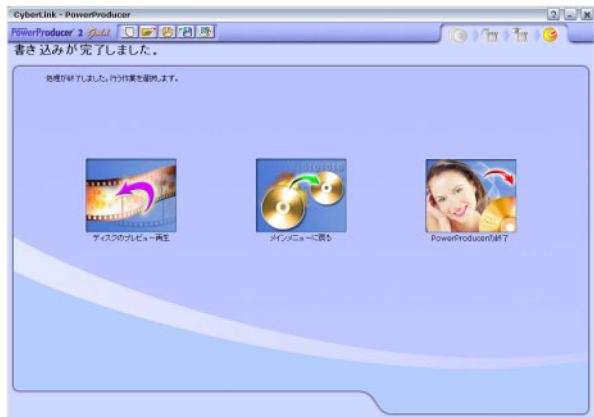 CyberLink - PowerProducer
PowerProducer 2 Gold
書き込みが完了しました。
処理が終了しました。行う作業を選択します。
ディスクのプレビュー再生
メインメニューに戻る
PowerProducerの終了